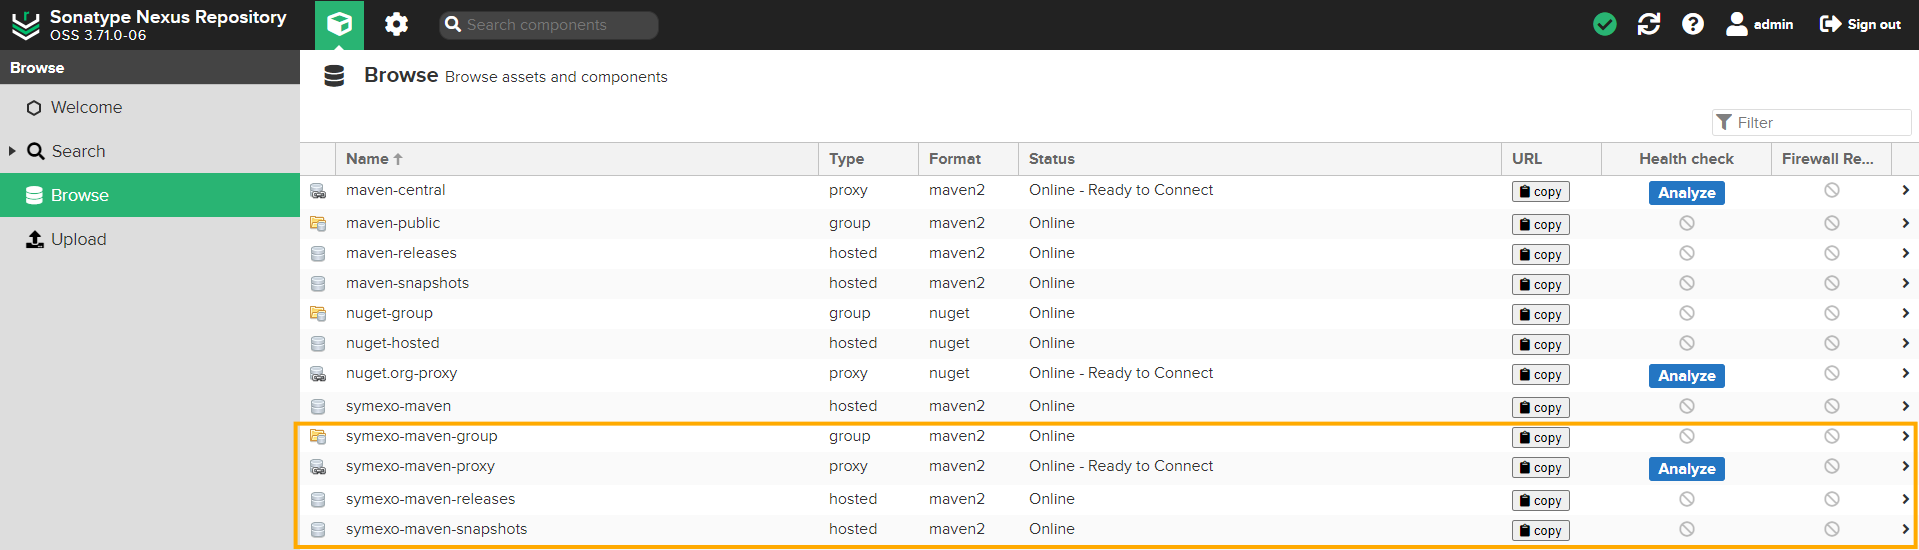 Sonatype Nexus Repository
OSS 3.71.0-06
Search components
admin
Sign out
Browse
Welcome
Search
Browse
Upload
Browse Browse assets and components
Filter
Name Type Format Status URL Health check Firewall Re...
maven-central proxy maven2 Online - Ready to Connect copy Analyze
maven-public group maven2 Online copy
maven-releases hosted maven2 Online copy
maven-snapshots hosted maven2 Online copy
nuget-group group nuget Online copy
nuget-hosted hosted nuget Online copy
nuget.org-proxy proxy nuget Online - Ready to Connect copy Analyze
symexo-maven hosted maven2 Online copy
symexo-maven-group group maven2 Online copy
symexo-maven-proxy proxy maven2 Online - Ready to Connect copy Analyze
symexo-maven-releases hosted maven2 Online copy
symexo-maven-snapshots hosted maven2 Online copy